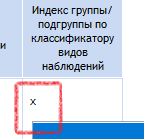 Индекс группы/
подгруппы по
классификатору
и видов
наблюдений
х